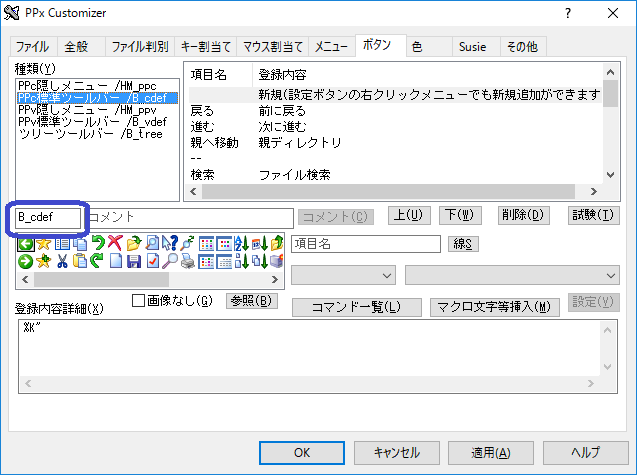 PPx Customizer
ファイル 全般 ファイル判別 キー割当て マウス割当て メニュー ボタン 色 Susie その他
種類(Y)
PPc隠しメニュー /HM_ppc
PPc標準ツールバー /B_cdef
PPv隠しメニュー /HM_ppv
PPv標準ツールバー /B_vdef
ツリーツールバー /B_tree
項目名 登録内容
新規(設定ボタンの右クリックメニューでも新規追加ができます
戻る 前に戻る
進む 次に進む
親へ移動 親ディレクトリ
--
検索 ファイル検索
B_cdef コメント コメント(C) 上(U) 下(W) 削除(D) 試験(T)
項目名 線S
画像なし(G) 参照(B)
登録内容詳細(X) コマンド一覧(L) マクロ文字等挿入(M) 設定(V)
%K"
OK キャンセル 適用(A) ヘルプ